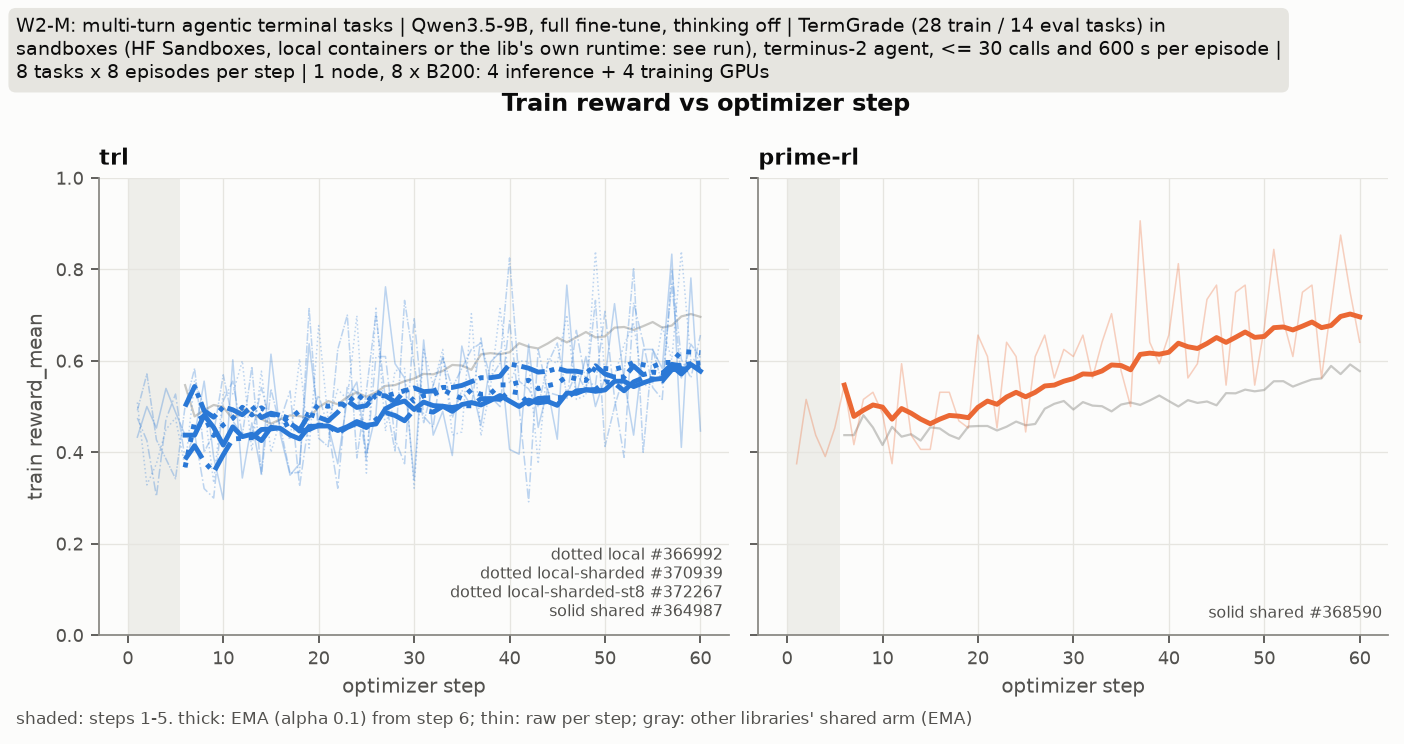 W2-M: multi-turn agentic terminal tasks | Qwen3.5-9B, full fine-tune, thinking off | TermGrade (28 train / 14 eval tasks) in
sandboxes (HF Sandboxes, local containers or the lib's own runtime: see run), terminus-2 agent, <= 30 calls and 600 s per episode |
8 tasks x 8 episodes per step | 1 node, 8 x B200: 4 inference + 4 training GPUs
Train reward vs optimizer step
trl
prime-rl
1.0
0.8
0.6
0.4
0.2
0.0
train reward_mean
dotted local #366992
dotted local-sharded #370939
dotted local-sharded-st8 #372267
solid shared #364987
solid shared #368590
0 10 20 30 40 50 60
0 10 20 30 40 50 60
optimizer step
optimizer step
shaded: steps 1-5. thick: EMA (alpha 0.1) from step 6; thin: raw per step; gray: other libraries' shared arm (EMA)